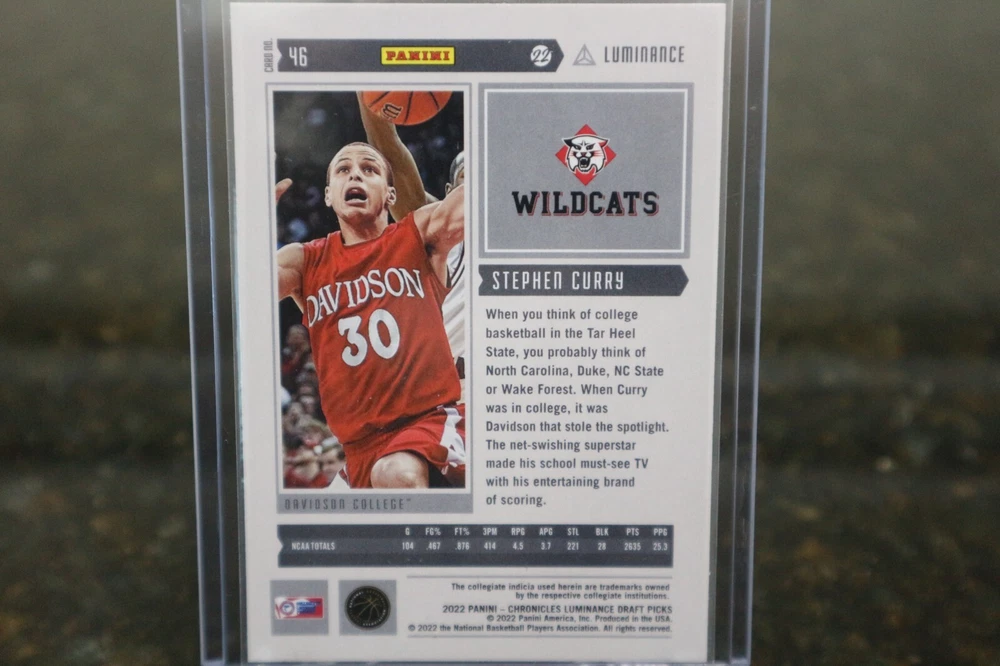 CARD NO.
46
PANINI
22
LUMINANCE
WILDCATS
DAVIDSON
30
DAVIDSON COLLEGE™
STEPHEN CURRY
When you think of college
basketball in the Tar Heel
State, you probably think of
North Carolina, Duke, NC State
or Wake Forest. When Curry
was in college, it was
Davidson that stole the spotlight.
The net-swishing superstar
made his school must-see TV
with his entertaining brand
of scoring.
G FG% FT% 3PM RPG APG STL BLK PTS PPG
NCAA TOTALS 104 .467 .876 414 4.5 3.7 221 28 2635 25.3
The collegiate indicia used herein are trademarks owned
by the respective collegiate institutions.
2022 PANINI – CHRONICLES LUMINANCE DRAFT PICKS
© 2022 Panini America, Inc. Produced in the USA.
© 2022 the National Basketball Players Association. All rights reserved.